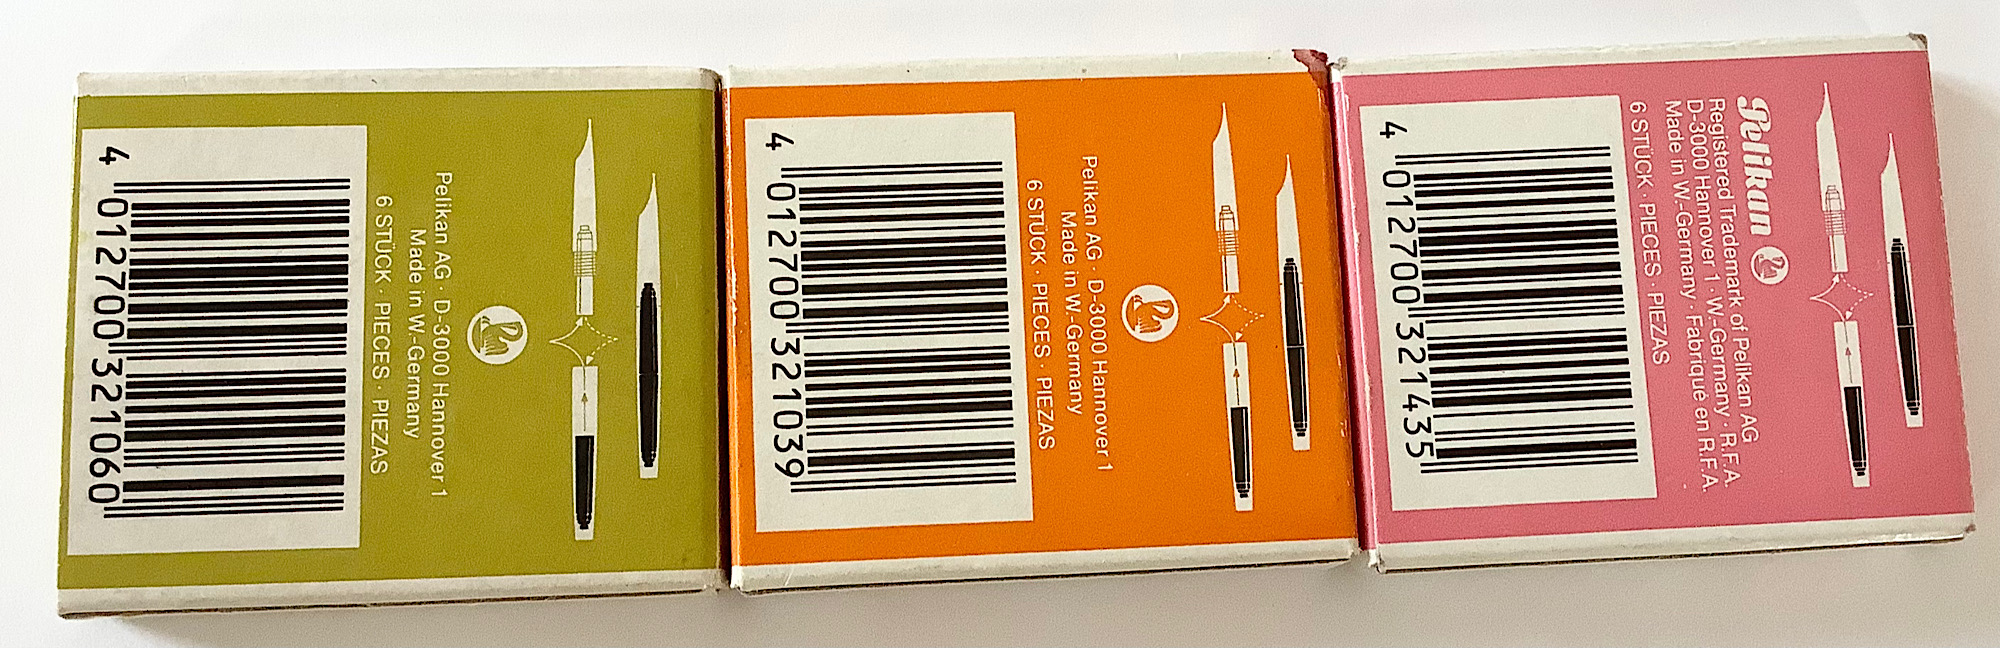 Pelikan AG · D-3000 Hannover 1
Made in W.-Germany
6 STÜCK · PIECES · PIEZAS
4 012700 321060
Pelikan AG · D-3000 Hannover 1
Made in W.-Germany
6 STÜCK · PIECES · PIEZAS
4 012700 321039
Pelikan
Registered Trademark of Pelikan AG
D-3000 Hannover 1 · W.-Germany · R.F.A.
Made in W.-Germany · Fabriqué en R.F.A.
6 STÜCK · PIECES · PIEZAS
4 012700 321435